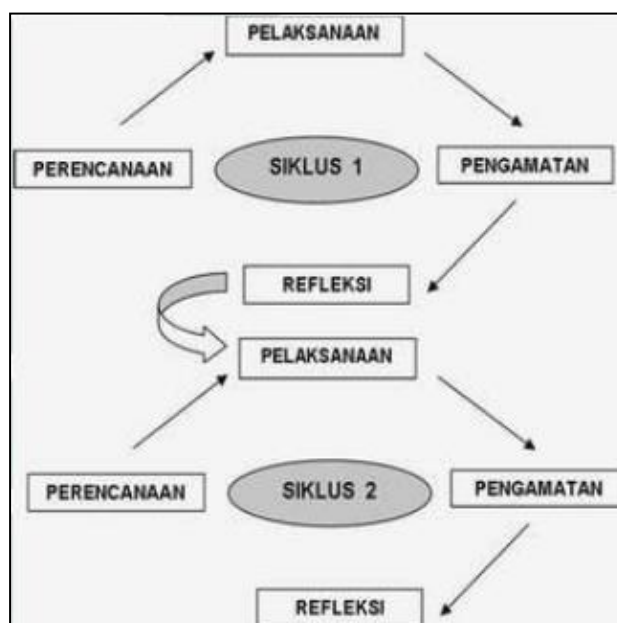 PELAKSANAAN
PERENCANAAN
SIKLUS 1
PENGAMATAN
REFLEKSI
PELAKSANAAN
PERENCANAAN
SIKLUS 2
PENGAMATAN
REFLEKSI